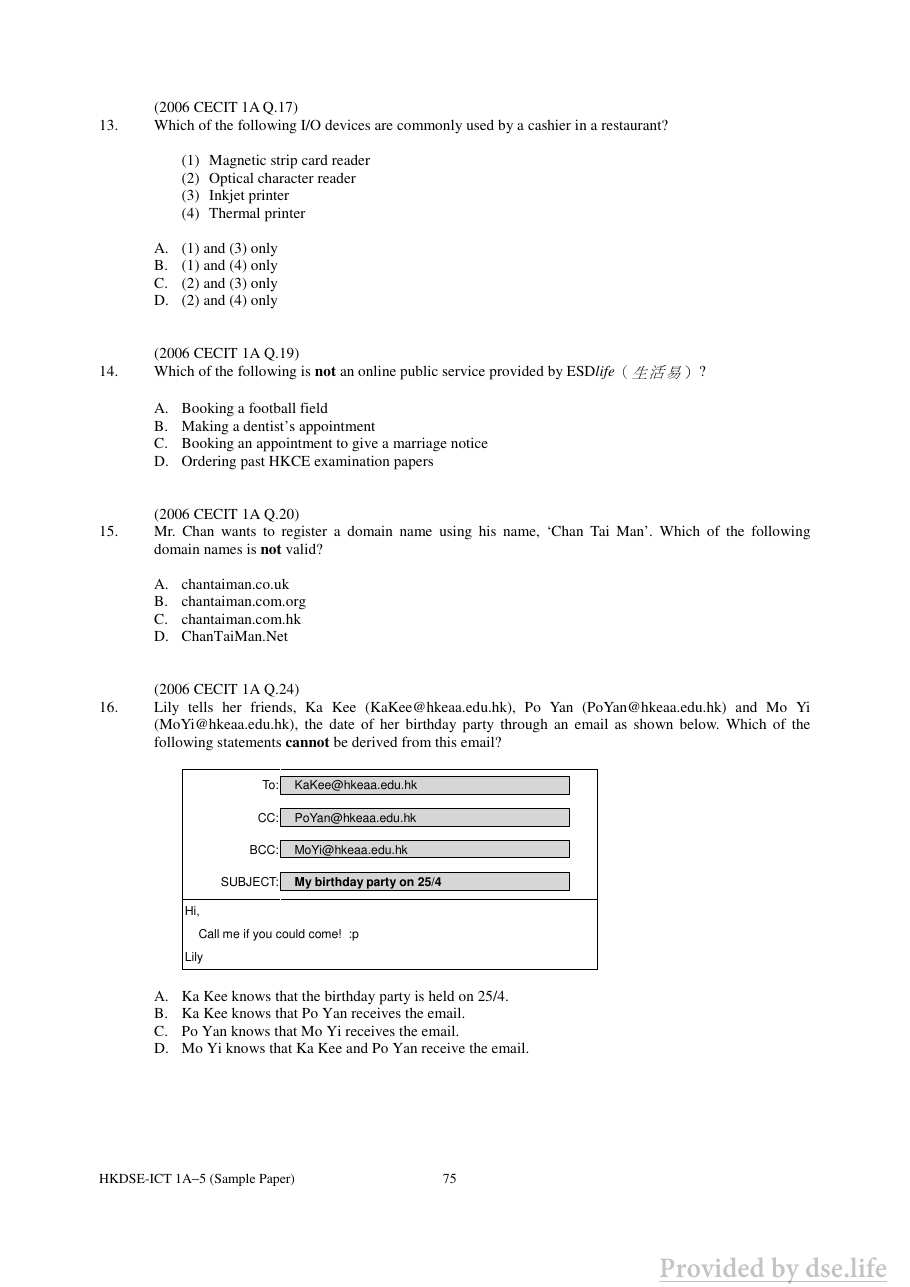 (2006 CECIT 1A Q.17)
13. Which of the following I/O devices are commonly used by a cashier in a restaurant?
(1) Magnetic strip card reader
(2) Optical character reader
(3) Inkjet printer
(4) Thermal printer
A. (1) and (3) only
B. (1) and (4) only
C. (2) and (3) only
D. (2) and (4) only
(2006 CECIT 1A Q.19)
14. Which of the following is not an online public service provided by ESDlife（生活易）?
A. Booking a football field
B. Making a dentist’s appointment
C. Booking an appointment to give a marriage notice
D. Ordering past HKCE examination papers
(2006 CECIT 1A Q.20)
15. Mr. Chan wants to register a domain name using his name, ‘Chan Tai Man’. Which of the following
domain names is not valid?
A. chantaiman.co.uk
B. chantaiman.com.org
C. chantaiman.com.hk
D. ChanTaiMan.Net
(2006 CECIT 1A Q.24)
16. Lily tells her friends, Ka Kee (KaKee@hkeaa.edu.hk), Po Yan (PoYan@hkeaa.edu.hk) and Mo Yi
(MoYi@hkeaa.edu.hk), the date of her birthday party through an email as shown below. Which of the
following statements cannot be derived from this email?
To: KaKee@hkeaa.edu.hk
CC: PoYan@hkeaa.edu.hk
BCC: MoYi@hkeaa.edu.hk
SUBJECT: My birthday party on 25/4
Hi,
Call me if you could come! :p
Lily
A. Ka Kee knows that the birthday party is held on 25/4.
B. Ka Kee knows that Po Yan receives the email.
C. Po Yan knows that Mo Yi receives the email.
D. Mo Yi knows that Ka Kee and Po Yan receive the email.
HKDSE-ICT 1A–5 (Sample Paper) 75
Provided by dse.life